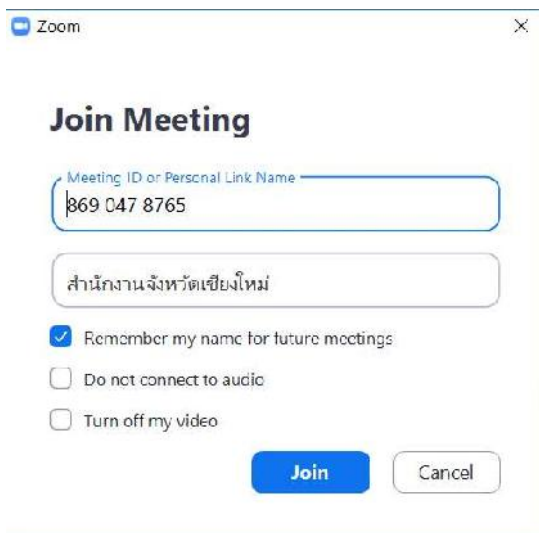 Zoom
Join Meeting
Meeting ID or Personal Link Name
869 047 8765
สำนักงานจังหวัดเชียงใหม่
Remember my name for future meetings
Do not connect to audio
Turn off my video
Join Cancel